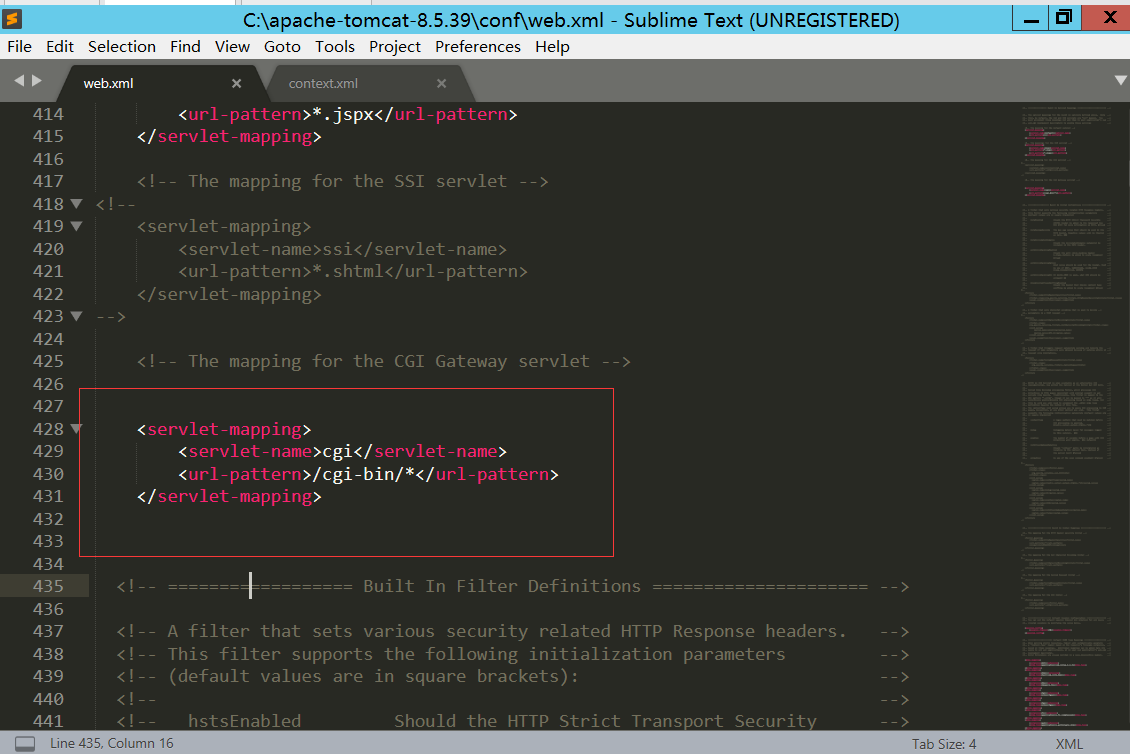 C:\apache-tomcat-8.5.39\conf\web.xml - Sublime Text (UNREGISTERED)
File Edit Selection Find View Goto Tools Project Preferences Help
web.xml context.xml
414 <url-pattern>*.jspx</url-pattern>
415 </servlet-mapping>
416
417 <!-- The mapping for the SSI servlet -->
418 <!--
419 <servlet-mapping>
420 <servlet-name>ssi</servlet-name>
421 <url-pattern>*.shtml</url-pattern>
422 </servlet-mapping>
423 -->
424
425 <!-- The mapping for the CGI Gateway servlet -->
426
427
428 <servlet-mapping>
429 <servlet-name>cgi</servlet-name>
430 <url-pattern>/cgi-bin/*</url-pattern>
431 </servlet-mapping>
432
433
434
435 <!-- ================== Built In Filter Definitions ===================== -->
436
437 <!-- A filter that sets various security related HTTP Response headers. -->
438 <!-- This filter supports the following initialization parameters -->
439 <!-- (default values are in square brackets): -->
440 <!-- -->
441 <!-- hstsEnabled Should the HTTP Strict Transport Security -->
Line 435, Column 16 Tab Size: 4 XML